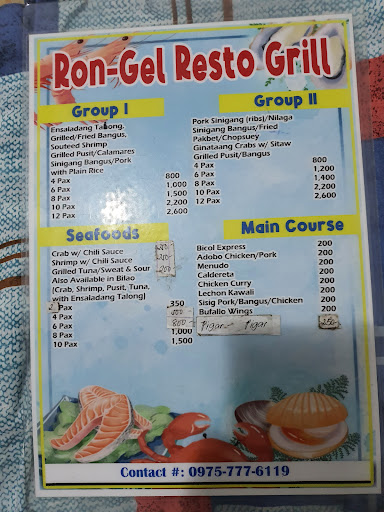 Ron-Gel Resto Grill
Group I
Ensaladang Talong,
Grilled/Fried Bangus,
Souteed Shrimp
Grilled Pusit/Calamares
Sinigang Bangus/Pork
with Plain Rice
4 Pax 800
6 Pax 1,000
8 Pax 1,500
10 Pax 2,200
12 Pax 2,600
Group II
Pork Sinigang (ribs)/Nilaga
Sinigang Bangus/Fried
Pakbet/Chopsuey
Ginataang Crabs w/ Sitaw
Grilled Pusit/Bangus
4 Pax 800
6 Pax 1,200
8 Pax 1,400
10 Pax 2,200
12 Pax 2,600
Seafoods
Crab w/ Chili Sauce
Shrimp w/ Chili Sauce
Grilled Tuna/Sweat & Sour
Also Available in Bilao
(Crab, Shrimp, Pusit, Tuna,
with Ensaladang Talong)
Pax 350
4 Pax
6 Pax 800
8 Pax 1,000
10 Pax 1,500
Main Course
Bicol Express 200
Adobo Chicken/Pork 200
Menudo 200
Caldereta 200
Chicken Curry 200
Lechon Kawali 200
Sisig Pork/Bangus/Chicken 200
Bufallo Wings 200
Tigar - Tigar 250
Contact #: 0975-777-6119